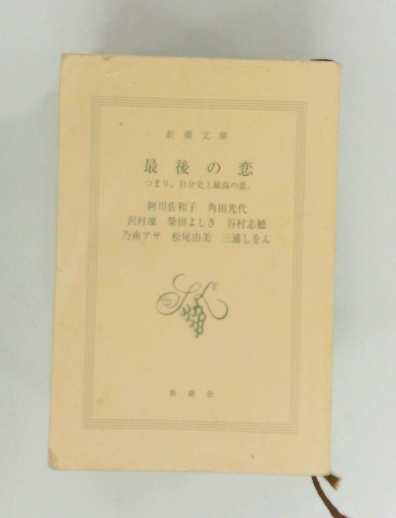 新潮文庫
最後の恋
つまり、自分史上最高の恋。
阿川佐和子 角田光代
沢村凜 柴田よしき 谷村志穂
乃南アサ 松尾由美 三浦しをん
新潮社